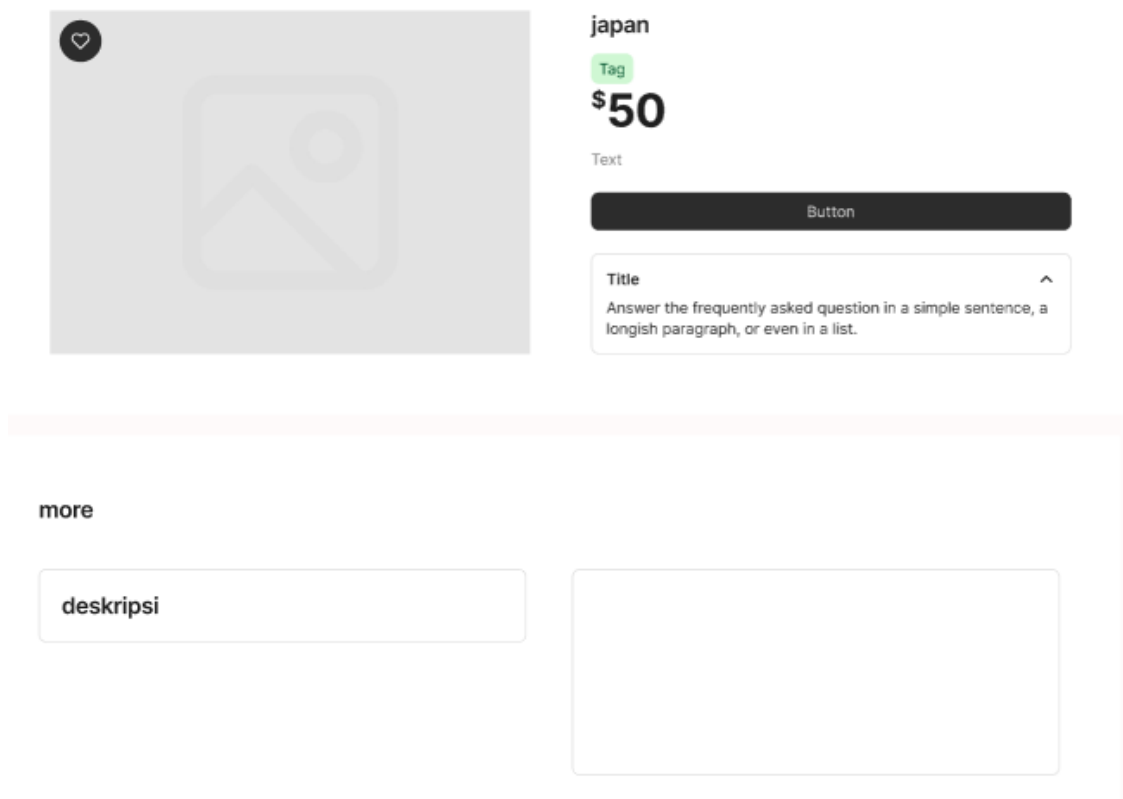 japan
Tag
$50
Text
Button
Title
Answer the frequently asked question in a simple sentence, a
longish paragraph, or even in a list.
more
deskripsi